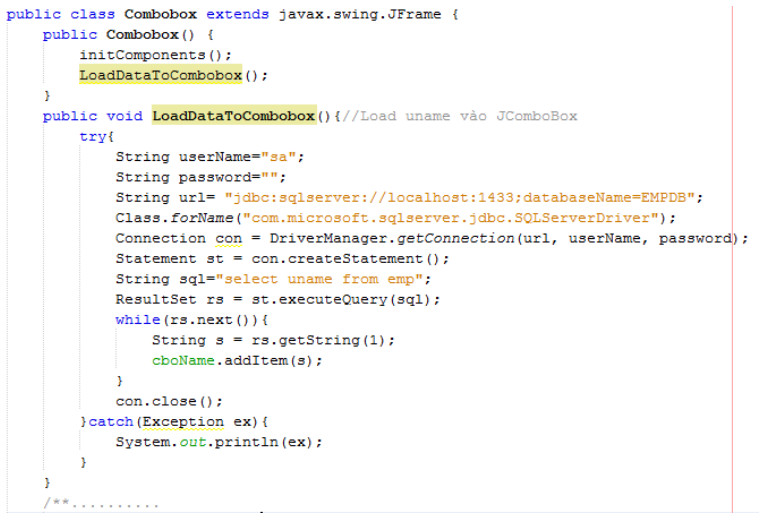 public class Combobox extends javax.swing.JFrame {
    public Combobox() {
        initComponents();
        LoadDataToCombobox();
    }
    public void LoadDataToCombobox(){//Load uname vào JComboBox
        try{
            String userName="sa";
            String password="";
            String url= "jdbc:sqlserver://localhost:1433;databaseName=EMPDB";
            Class.forName("com.microsoft.sqlserver.jdbc.SQLServerDriver");
            Connection con = DriverManager.getConnection(url, userName, password);
            Statement st = con.createStatement();
            String sql="select uname from emp";
            ResultSet rs = st.executeQuery(sql);
            while(rs.next()){
                String s = rs.getString(1);
                cboName.addItem(s);
            }
            con.close();
        }catch(Exception ex){
            System.out.println(ex);
        }
    }
    /**..........